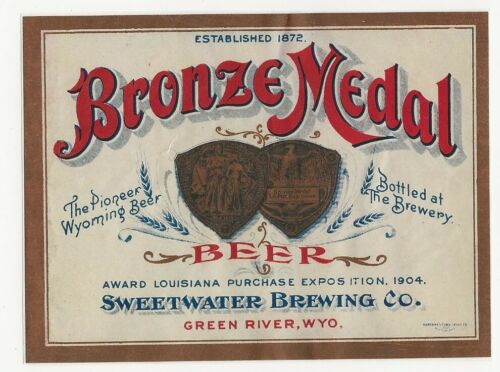 ESTABLISHED 1872.
Bronze Medal
The Pioneer
Wyoming Beer
Bottled at
The Brewery.
BEER
AWARD LOUISIANA PURCHASE EXPOSITION, 1904.
SWEETWATER BREWING CO.
GREEN RIVER, WYO.